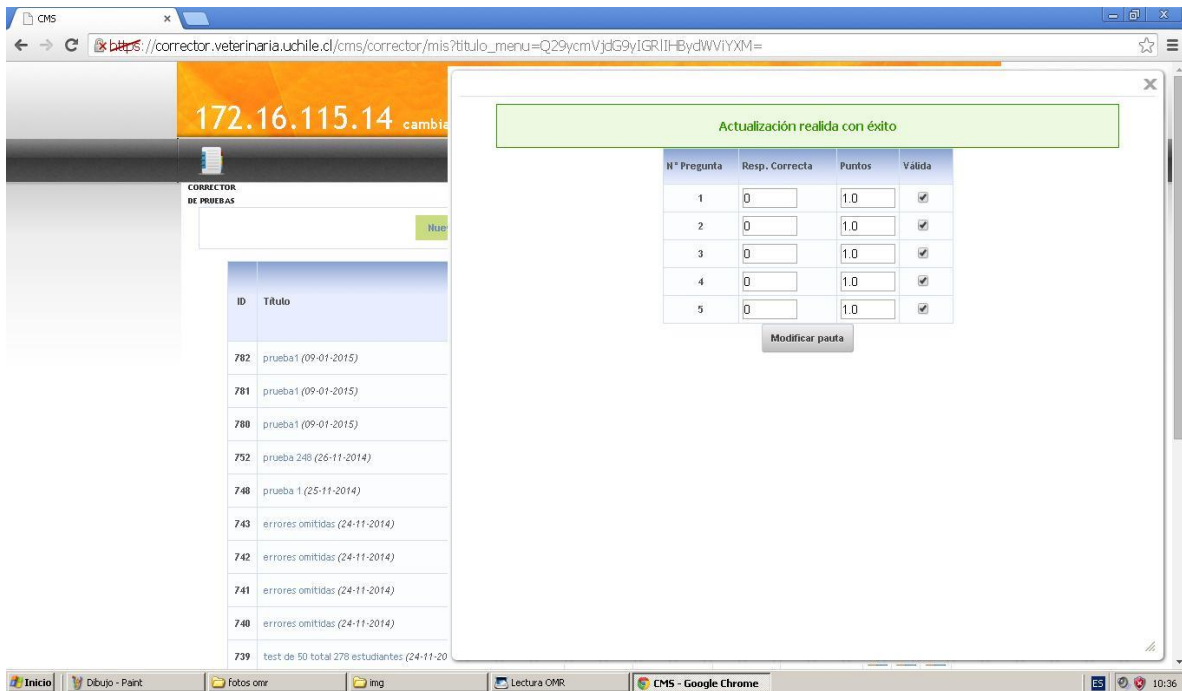 CMS
https://corrector.veterinaria.uchile.cl/cms/corrector/mis?titulo_menu=Q29ycmVjdG9yIGRlIHBydWViYXM=
172.16.115.14 cambia
CORRECTOR
DE PRUEBAS
Nue
ID Título
782 prueba1 (09-01-2015)
781 prueba1 (09-01-2015)
780 prueba1 (09-01-2015)
752 prueba 248 (26-11-2014)
748 prueba 1 (25-11-2014)
743 errores omitidas (24-11-2014)
742 errores omitidas (24-11-2014)
741 errores omitidas (24-11-2014)
740 errores omitidas (24-11-2014)
739 test de 50 total 278 estudiantes (24-11-20
Actualización realida con éxito
N° Pregunta Resp. Correcta Puntos Válida
1 0 1.0
2 0 1.0
3 0 1.0
4 0 1.0
5 0 1.0
Modificar pauta
Inicio Dibujo - Paint fotos omr img Lectura OMR CMS - Google Chrome ES 10:36